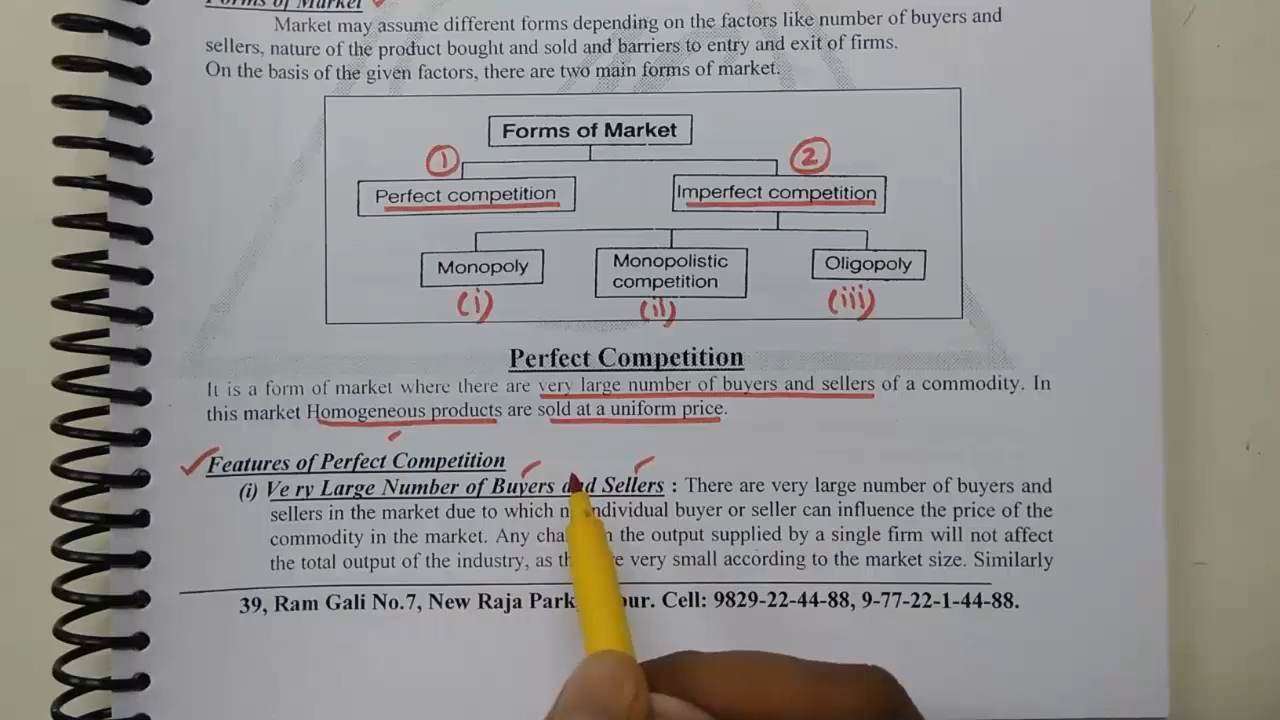 Forms of Market
Market may assume different forms depending on the factors like number of buyers and
sellers, nature of the product bought and sold and barriers to entry and exit of firms.
On the basis of the given factors, there are two main forms of market.
Forms of Market
1
2
Perfect competition
Imperfect competition
Monopoly
Monopolistic
competition
Oligopoly
(i)
(ii)
(iii)
Perfect Competition
It is a form of market where there are very large number of buyers and sellers of a commodity. In
this market Homogeneous products are sold at a uniform price.
Features of Perfect Competition
(i) Ve ry Large Number of Buyers and Sellers : There are very large number of buyers and
sellers in the market due to which individual buyer or seller can influence the price of the
commodity in the market. Any the output supplied by a single firm will not affect
the total output of the industry, as very small according to the market size. Similarly
39, Ram Gali No.7, New Raja Park, Cell: 9829-22-44-88, 9-77-22-1-44-88.